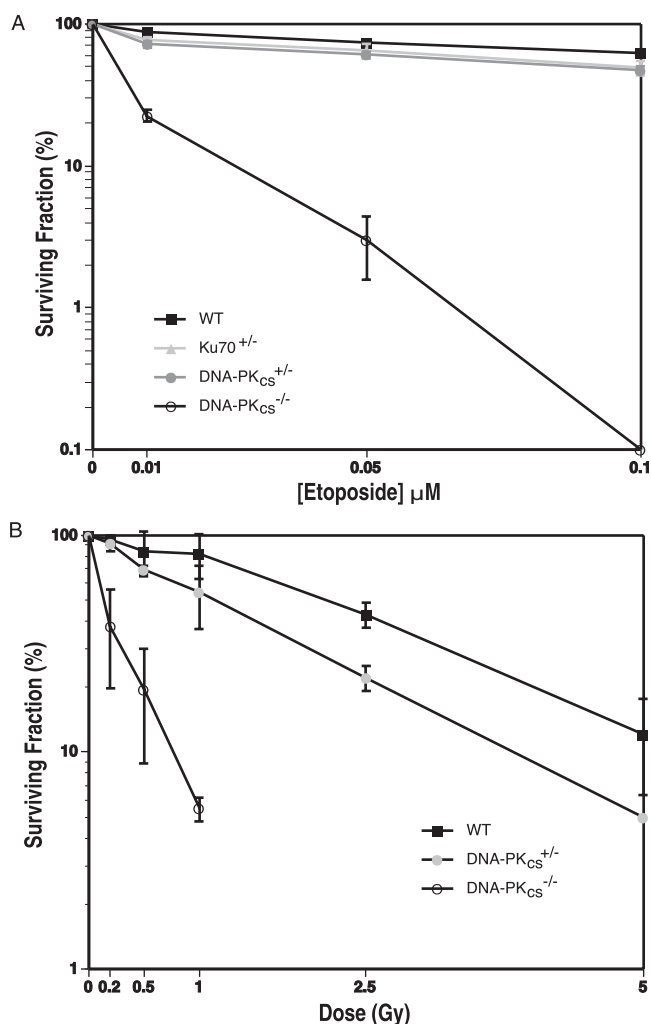 A
Surviving Fraction (%)
100
10
1
0.1
WT
Ku70+/-
DNA-PKCS+/-
DNA-PKCS-/-
0 0.01 0.05 0.1
[Etoposide] µM
B
Surviving Fraction (%)
100
10
1
WT
DNA-PKCS+/-
DNA-PKCS-/-
0 0.2 0.5 1 2.5 5
Dose (Gy)